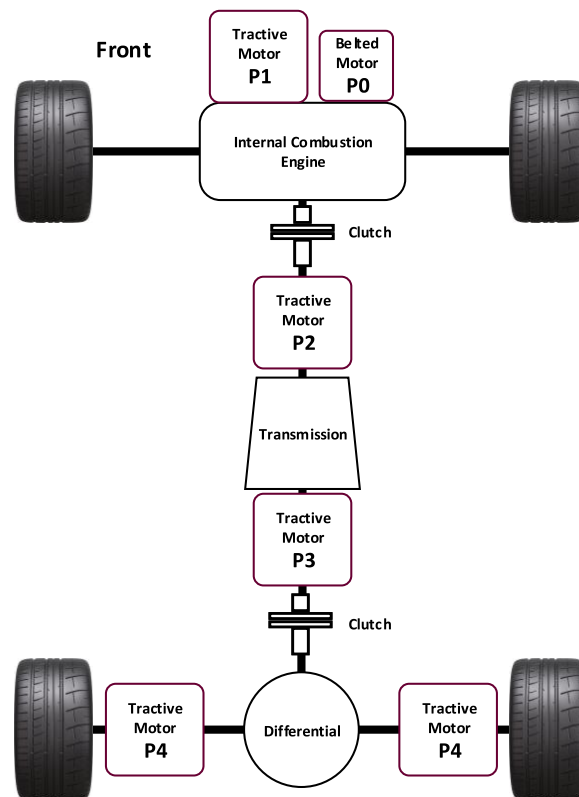 Front
Tractive
Motor
P1
Belted
Motor
P0
Internal Combustion
Engine
Clutch
Tractive
Motor
P2
Transmission
Tractive
Motor
P3
Clutch
Tractive
Motor
P4
Differential
Tractive
Motor
P4